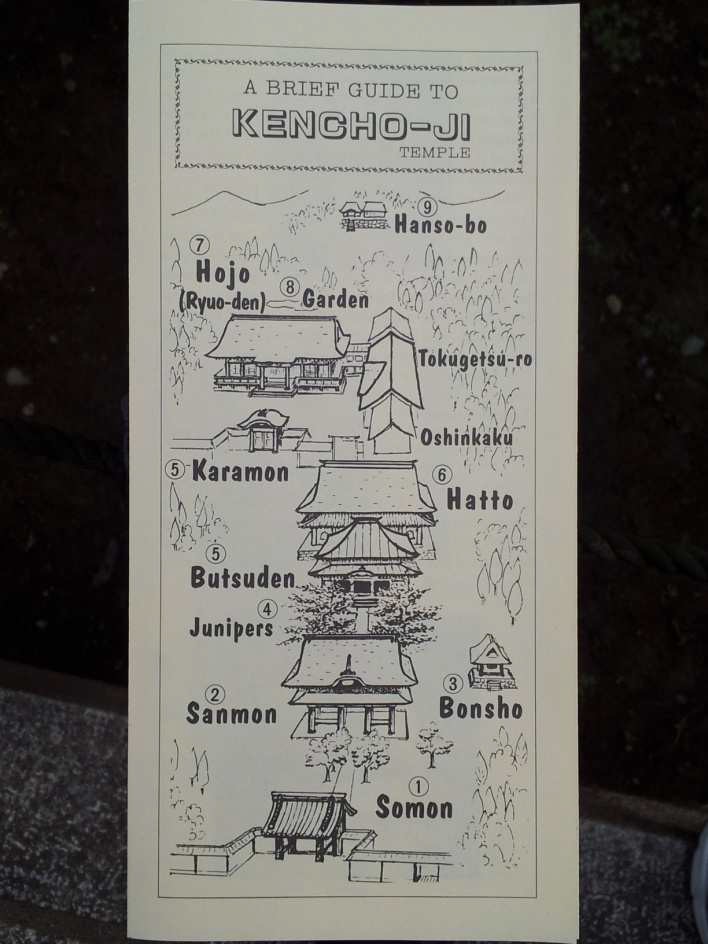 A BRIEF GUIDE TO
KENCHO-JI
TEMPLE
⑨
Hanso-bo
⑦
Hojo
(Ryuo-den)
⑧
Garden
Tokugetsu-ro
Oshinkaku
⑤ Karamon
⑥
Hatto
⑤
Butsuden
④
Junipers
③
Bonsho
②
Sanmon
①
Somon